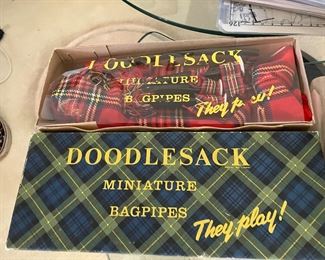 DOODLESACK
MINIATURE
BAGPIPES
They play!
DOODLESACK
MINIATURE
BAGPIPES
They play!